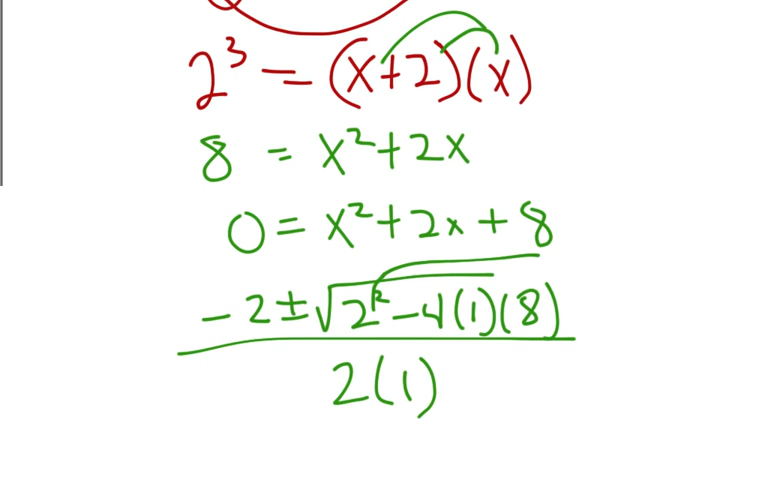 2³ = (x+2)(x)
8 = x²+2x
0 = x²+2x+8
-2±√2²-4(1)(8)
2(1)